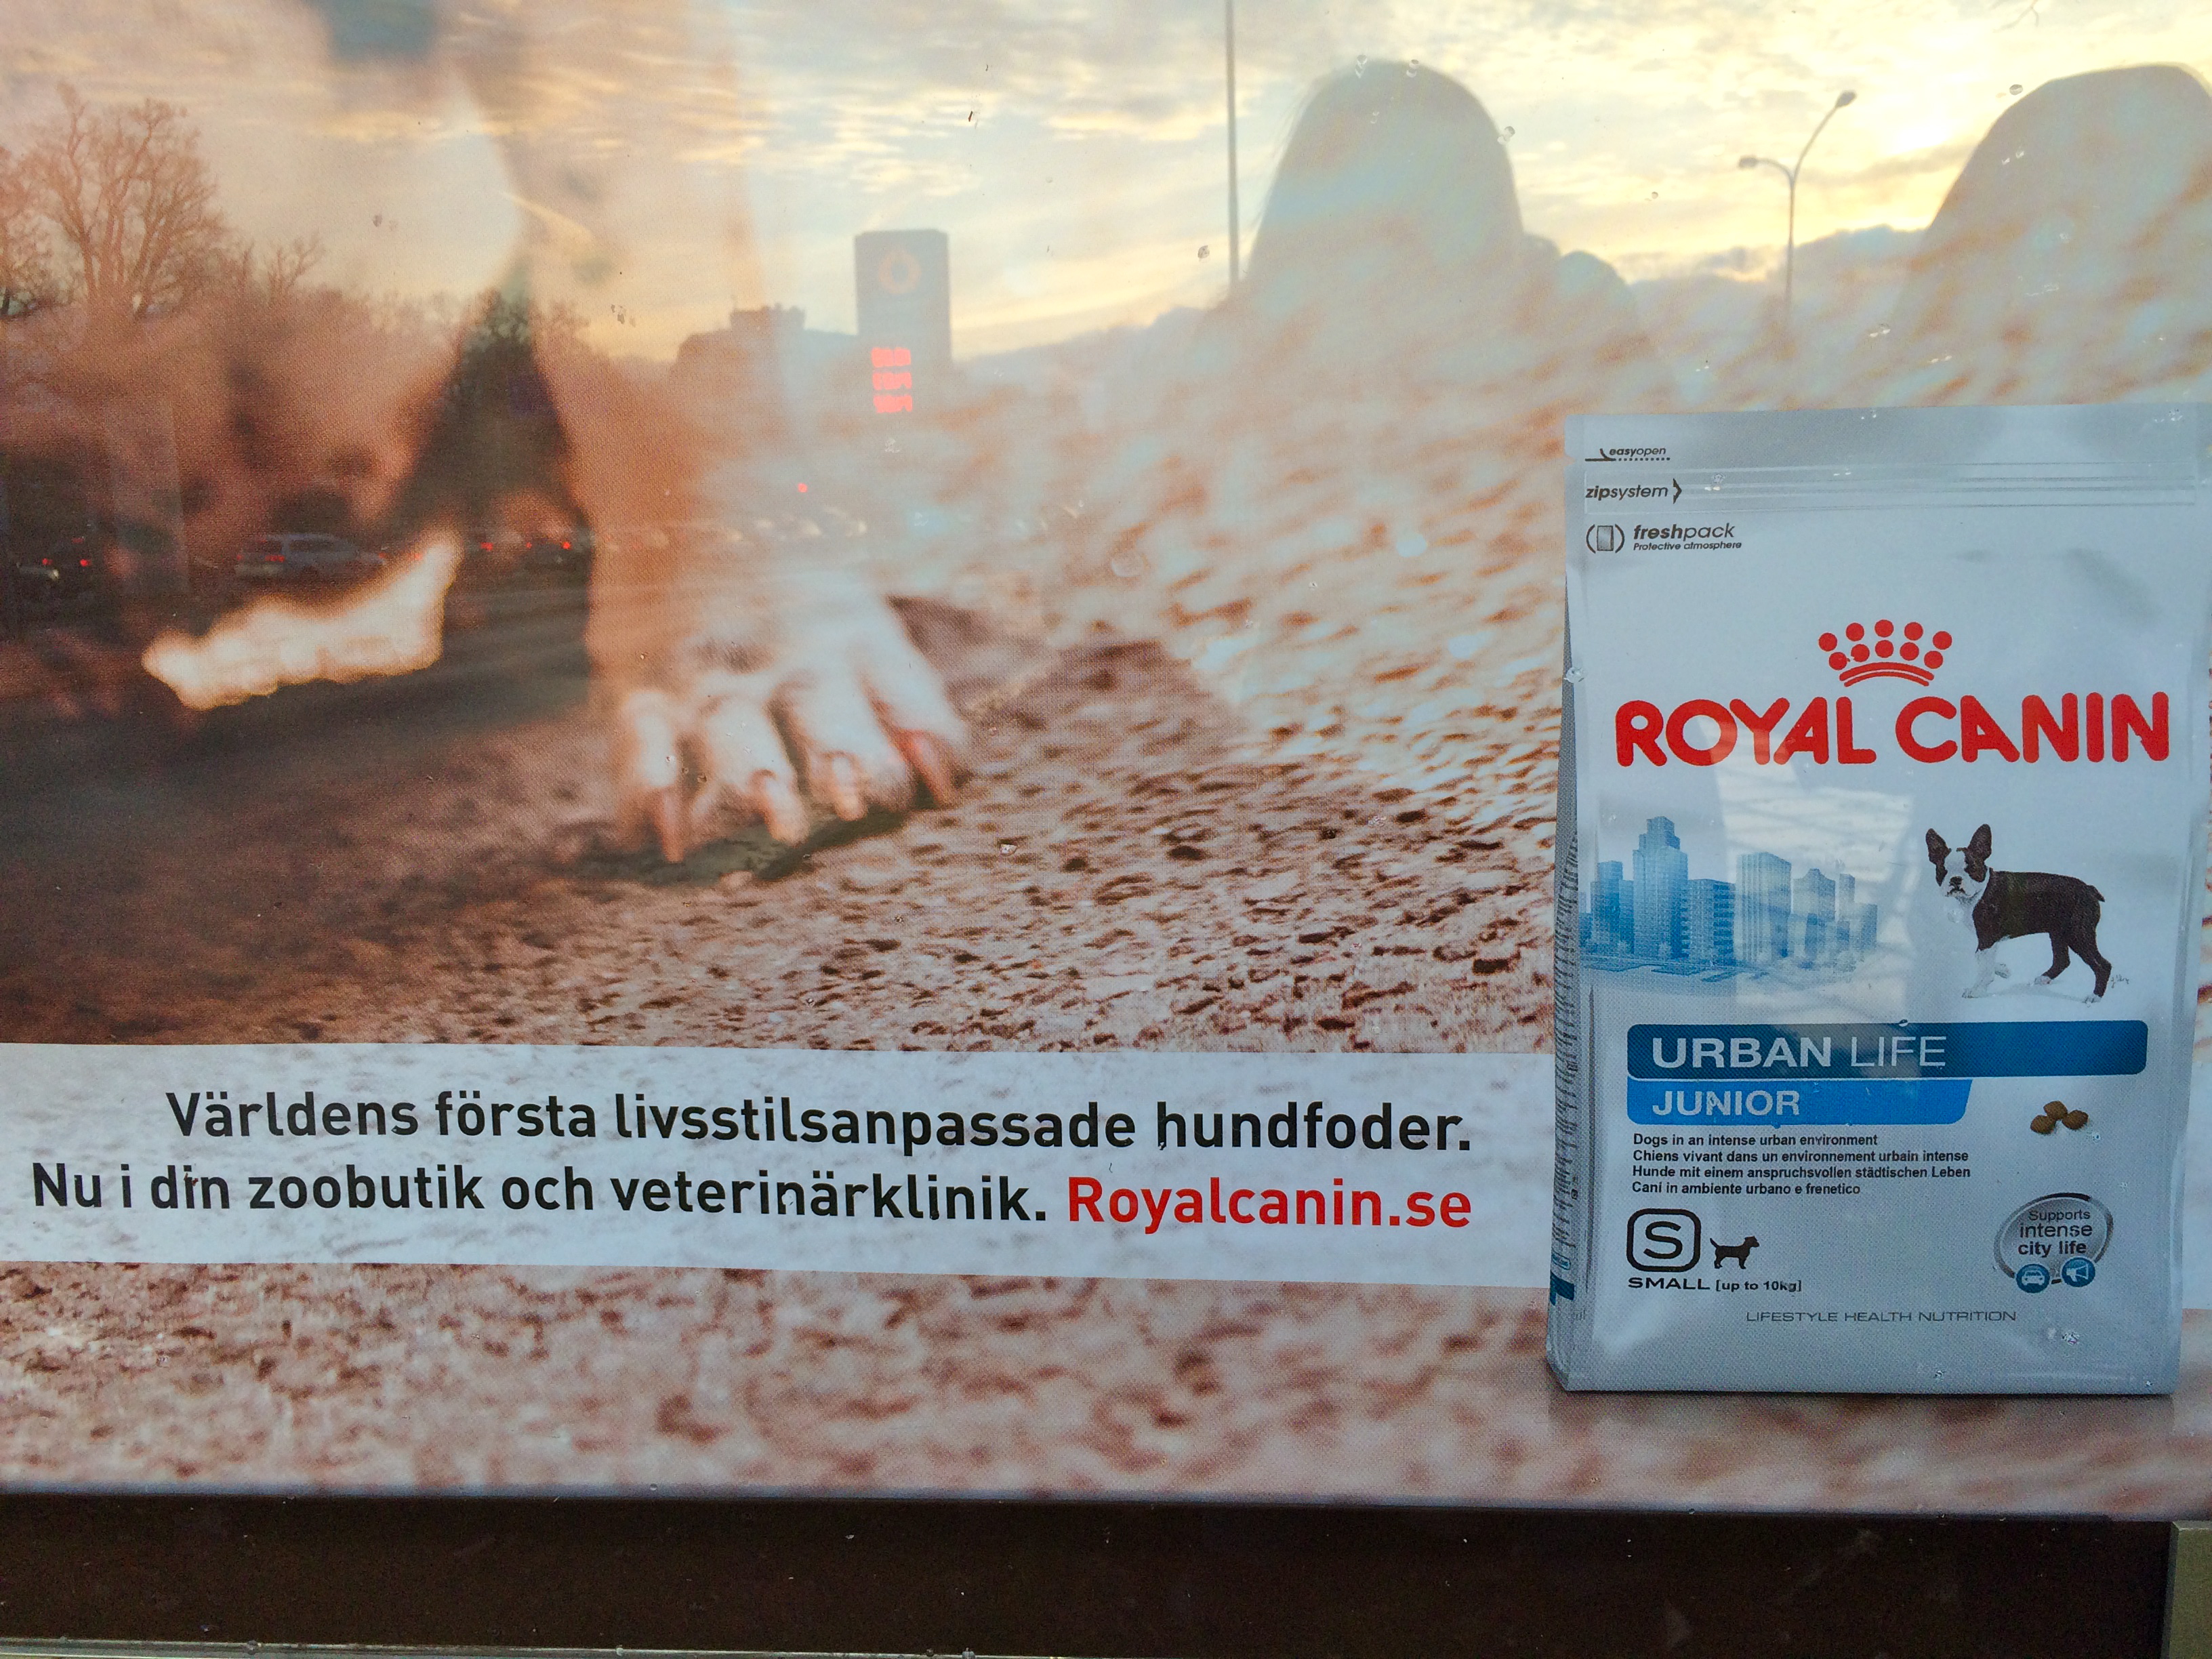 Världens första livsstilsanpassade hundfoder.
Nu i din zoobutik och veterinärklinik. Royalcanin.se
easyopen
zipsystem
freshpack
Protective atmosphere
ROYAL CANIN
URBAN LIFE
JUNIOR
Dogs in an intense urban environment
Chiens vivant dans un environnement urbain intense
Hunde mit einem anspruchsvollen städtischen Leben
Cani in ambiente urbano e frenetico
S
SMALL [up to 10kg]
Supports
intense
city life
LIFESTYLE HEALTH NUTRITION